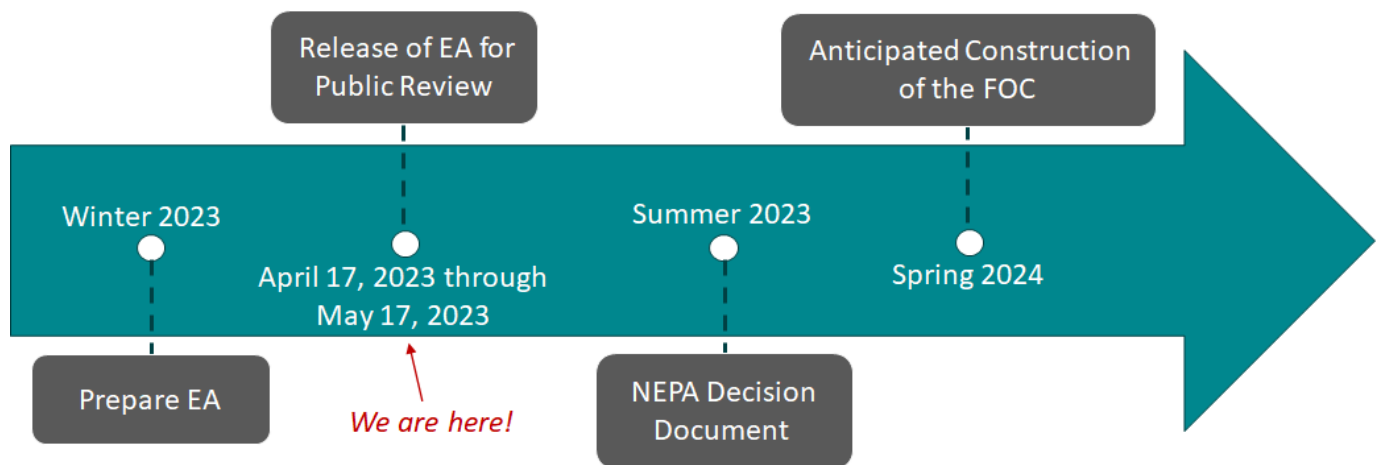 Release of EA for
Public Review
Anticipated Construction
of the FOC
Winter 2023
Summer 2023
April 17, 2023 through
May 17, 2023
Spring 2024
Prepare EA
We are here!
NEPA Decision
Document